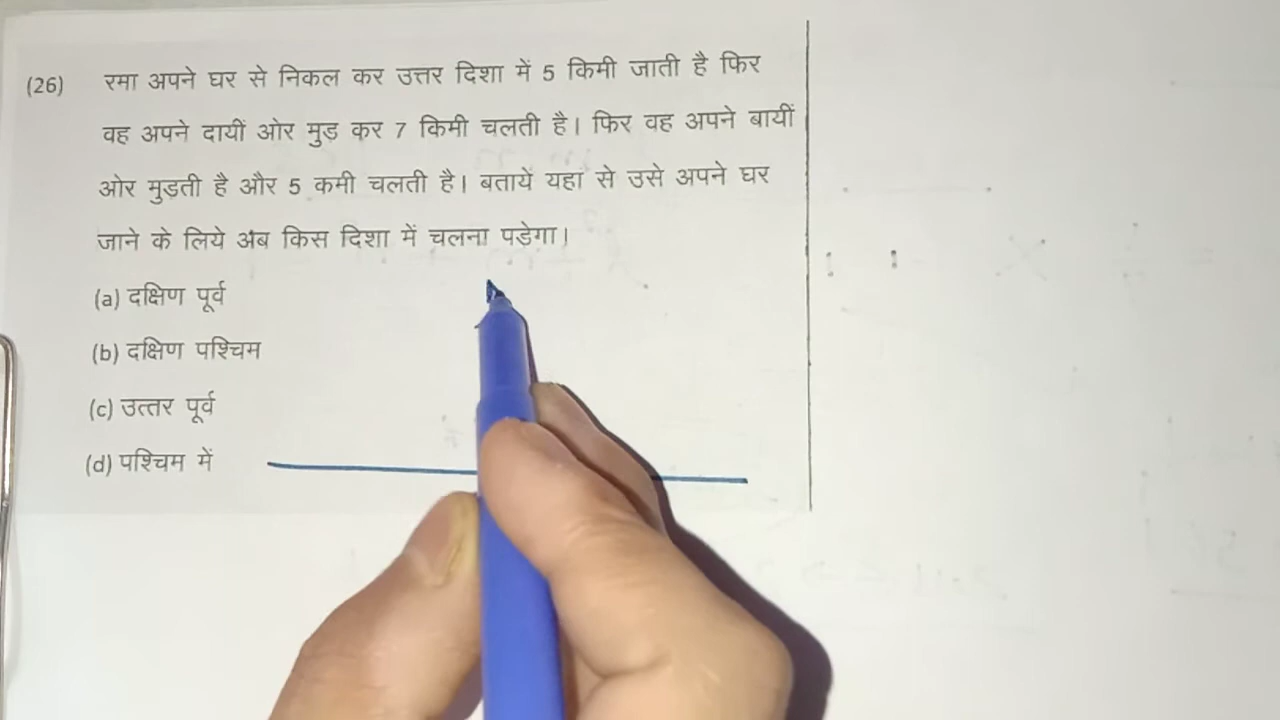 (26) रमा अपने घर से निकल कर उत्तर दिशा में 5 किमी जाती है फिर
वह अपने दायीं ओर मुड़ कर 7 किमी चलती है। फिर वह अपने बायीं
ओर मुड़ती है और 5 कमी चलती है। बतायें यहां से उसे अपने घर
जाने के लिये अब किस दिशा में चलना पड़ेगा।
(a) दक्षिण पूर्व
(b) दक्षिण पश्चिम
(c) उत्तर पूर्व
(d) पश्चिम में